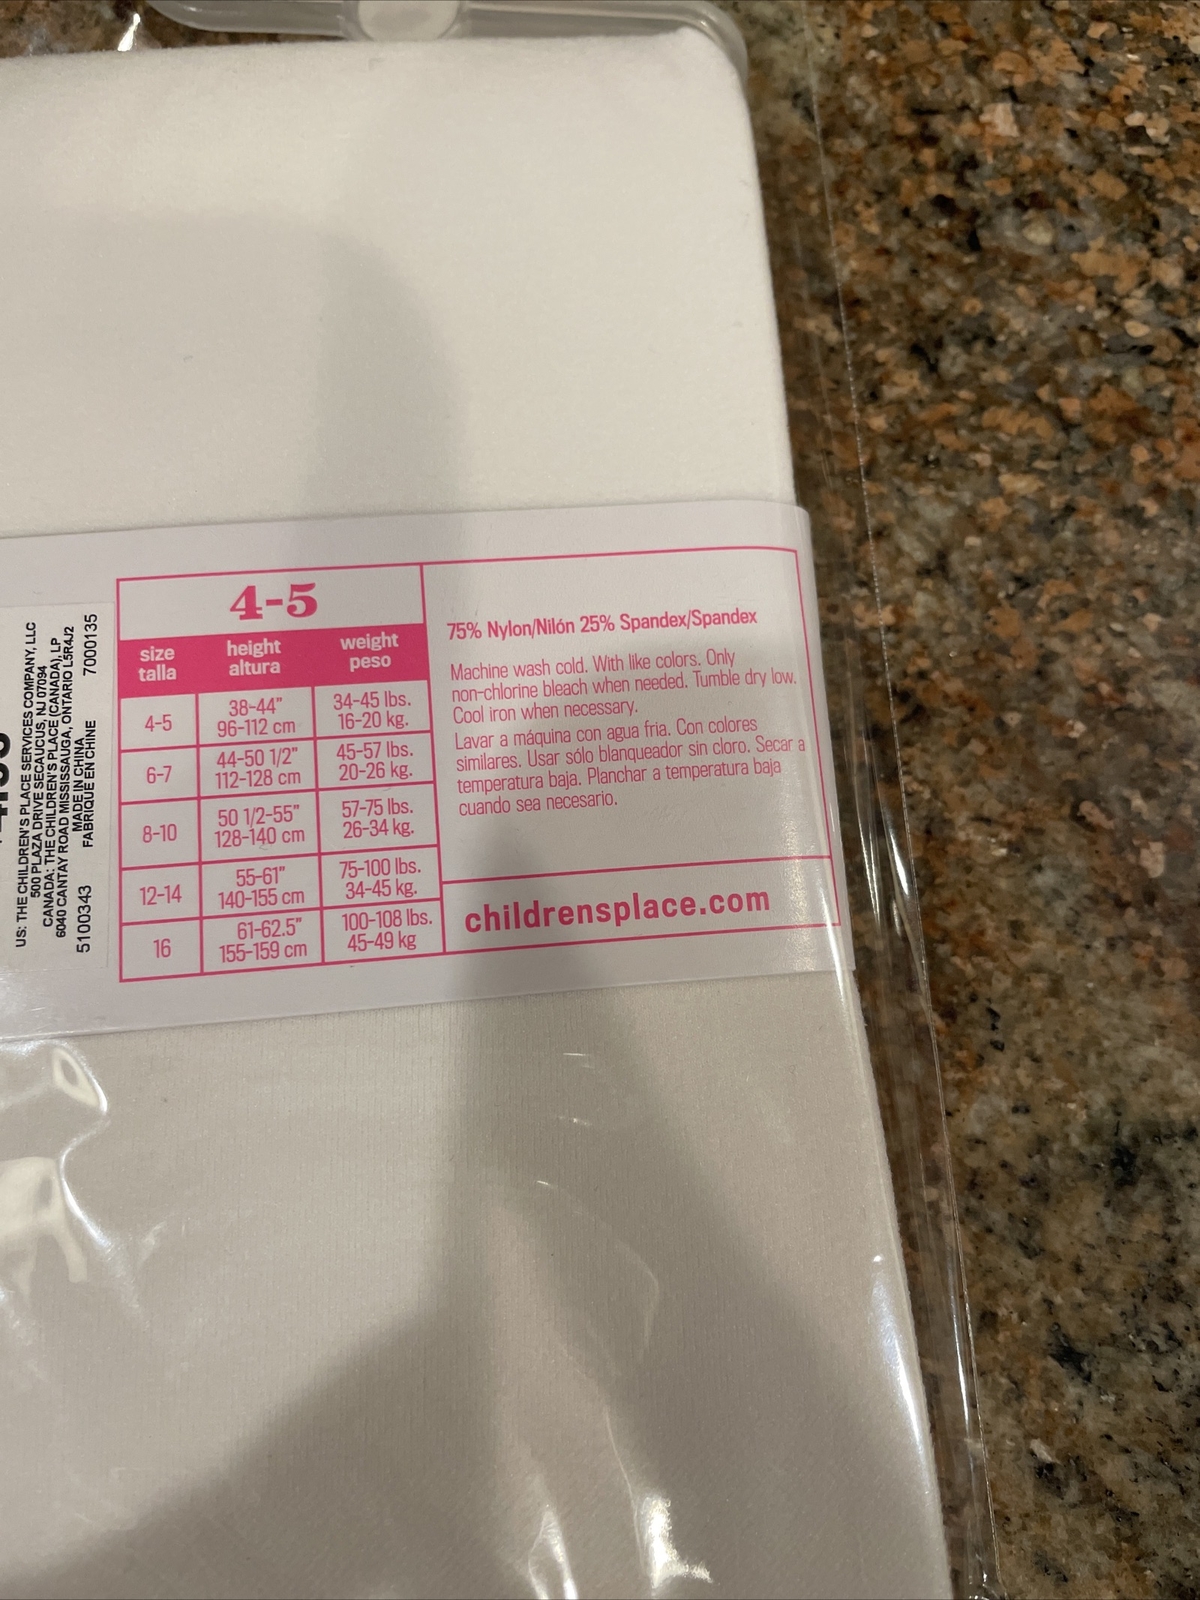 US: THE CHILDREN'S PLACE SERVICES COMPANY, LLC
500 PLAZA DRIVE SECAUCUS, NJ 07094
CANADA: THE CHILDREN'S PLACE (CANADA), LP
6040 CANTAY ROAD MISSISSAUGA, ONTARIO L5R4J2
MADE IN CHINA
FABRIQUE EN CHINE
5100343 7000135
4-5
size height weight
talla altura peso
4-5 38-44" 34-45 lbs.
96-112 cm 16-20 kg.
6-7 44-50 1/2" 45-57 lbs.
112-128 cm 20-26 kg.
8-10 50 1/2-55" 57-75 lbs.
128-140 cm 26-34 kg.
12-14 55-61" 75-100 lbs.
140-155 cm 34-45 kg.
16 61-62.5" 100-108 lbs.
155-159 cm 45-49 kg
75% Nylon/Nilón 25% Spandex/Spandex
Machine wash cold. With like colors. Only
non-chlorine bleach when needed. Tumble dry low.
Cool iron when necessary.
Lavar a máquina con agua fria. Con colores
similares. Usar sólo blanqueador sin cloro. Secar a
temperatura baja. Planchar a temperatura baja
cuando sea necesario.
childrensplace.com